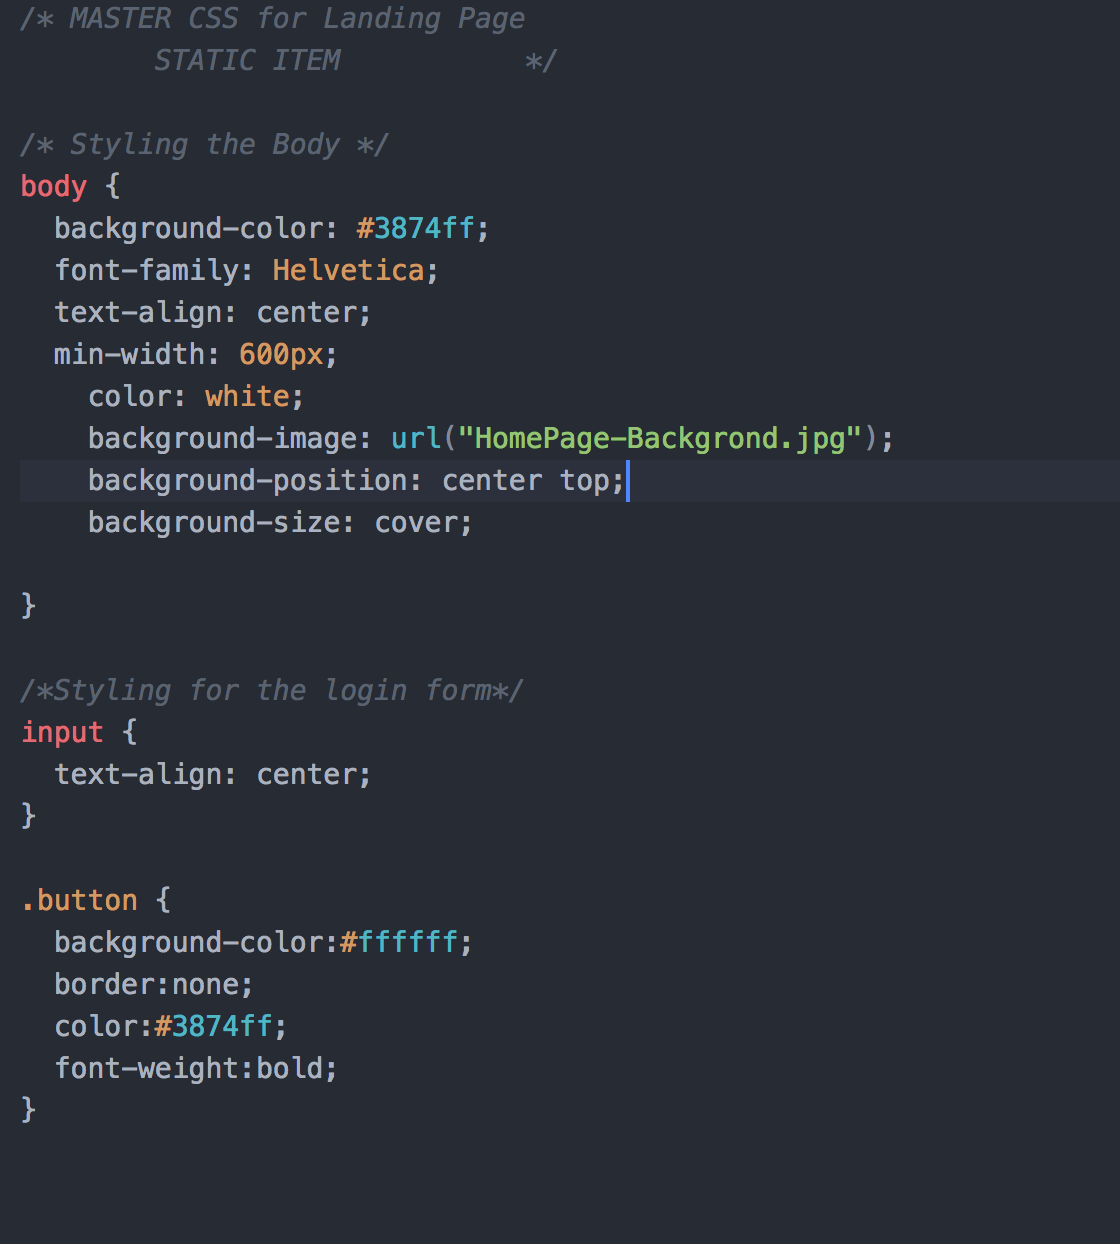 /* MASTER CSS for Landing Page
        STATIC ITEM           */

/* Styling the Body */
body {
  background-color: #3874ff;
  font-family: Helvetica;
  text-align: center;
  min-width: 600px;
    color: white;
    background-image: url("HomePage-Backgrond.jpg");
    background-position: center top;
    background-size: cover;

}

/*Styling for the login form*/
input {
  text-align: center;
}

.button {
  background-color:#ffffff;
  border:none;
  color:#3874ff;
  font-weight:bold;
}